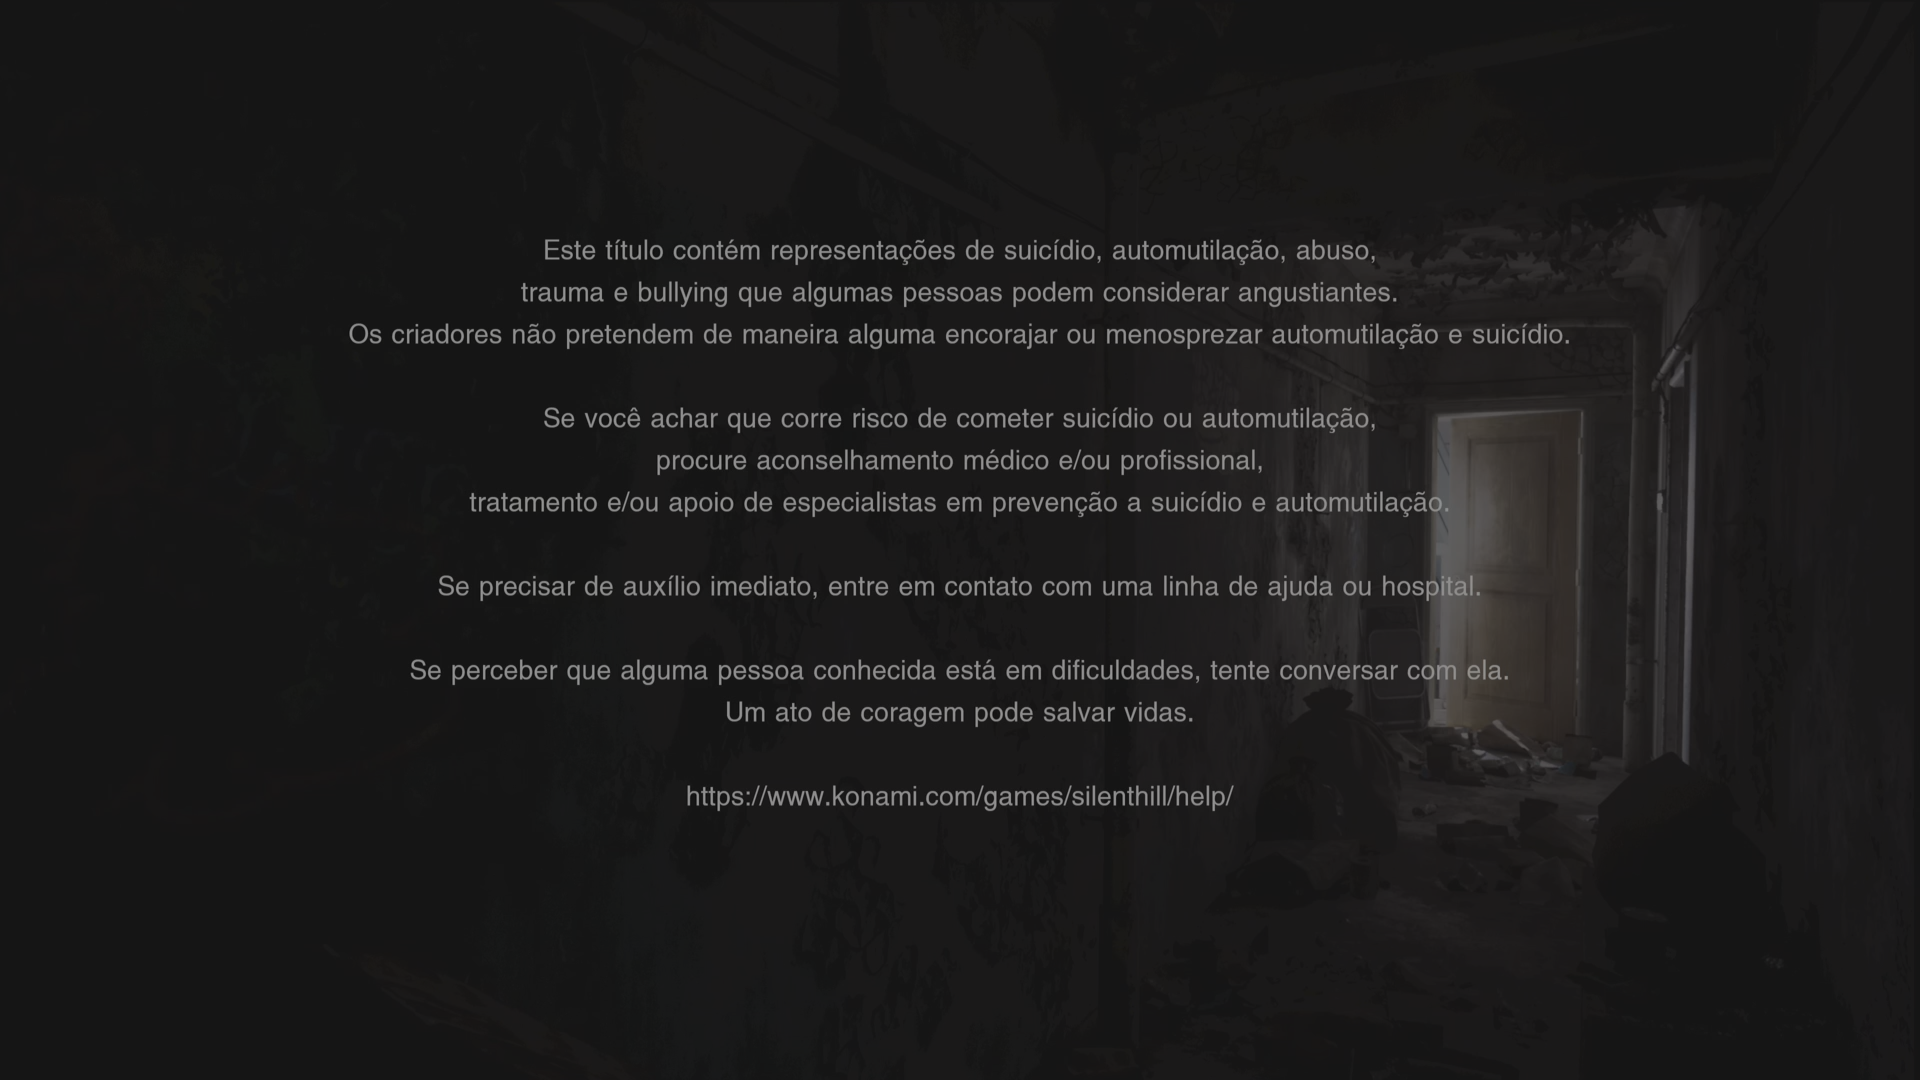 Este título contém representações de suicídio, automutilação, abuso,
trauma e bullying que algumas pessoas podem considerar angustiantes.
Os criadores não pretendem de maneira alguma encorajar ou menosprezar automutilação e suicídio.
Se você achar que corre risco de cometer suicídio ou automutilação,
procure aconselhamento médico e/ou profissional,
tratamento e/ou apoio de especialistas em prevenção a suicídio e automutilação.
Se precisar de auxílio imediato, entre em contato com uma linha de ajuda ou hospital.
Se perceber que alguma pessoa conhecida está em dificuldades, tente conversar com ela.
Um ato de coragem pode salvar vidas.
https://www.konami.com/games/silenthill/help/